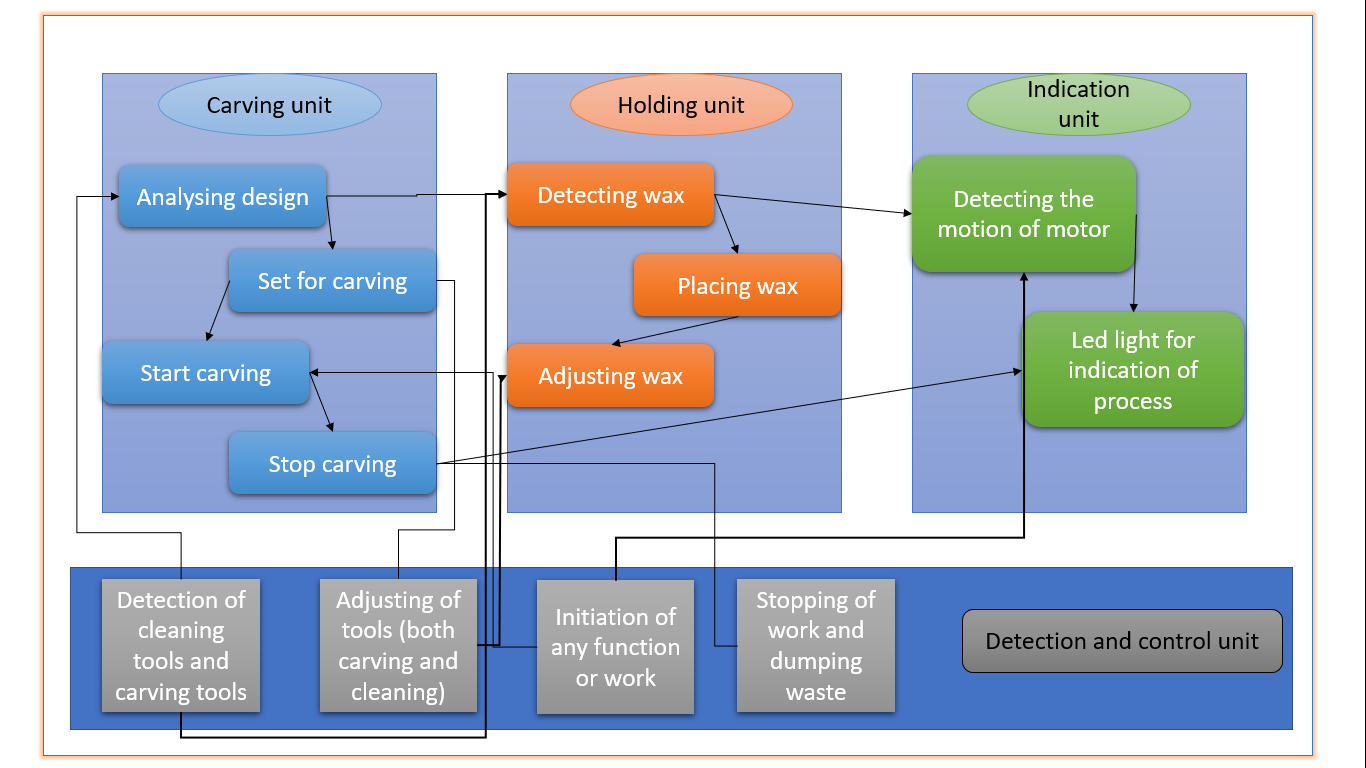 Carving unit
Analysing design
Set for carving
Start carving
Stop carving
Holding unit
Detecting wax
Placing wax
Adjusting wax
Indication
unit
Detecting the
motion of motor
Led light for
indication of
process
Detection of
cleaning
tools and
carving tools
Adjusting of
tools (both
carving and
cleaning)
Initiation of
any function
or work
Stopping of
work and
dumping
waste
Detection and control unit